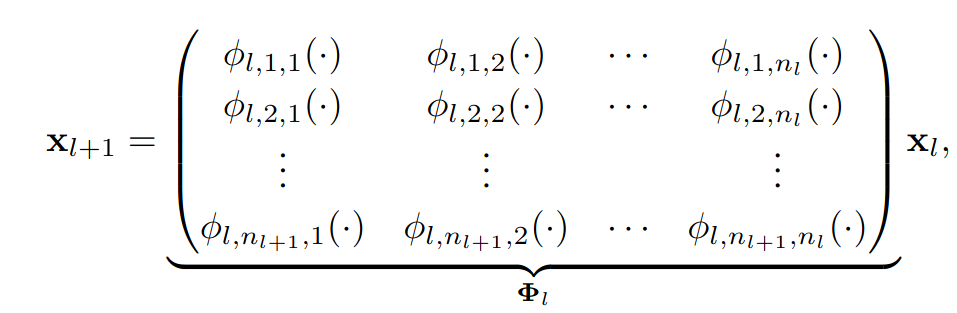 𝐱_{l+1} = ( ϕ_{l,1,1}(·) ϕ_{l,1,2}(·) ⋯ ϕ_{l,1,n_l}(·)
ϕ_{l,2,1}(·) ϕ_{l,2,2}(·) ⋯ ϕ_{l,2,n_l}(·)
⋮ ⋮ ⋮
ϕ_{l,n_{l+1},1}(·) ϕ_{l,n_{l+1},2}(·) ⋯ ϕ_{l,n_{l+1},n_l}(·) ) 𝐱_l,
𝚽_l